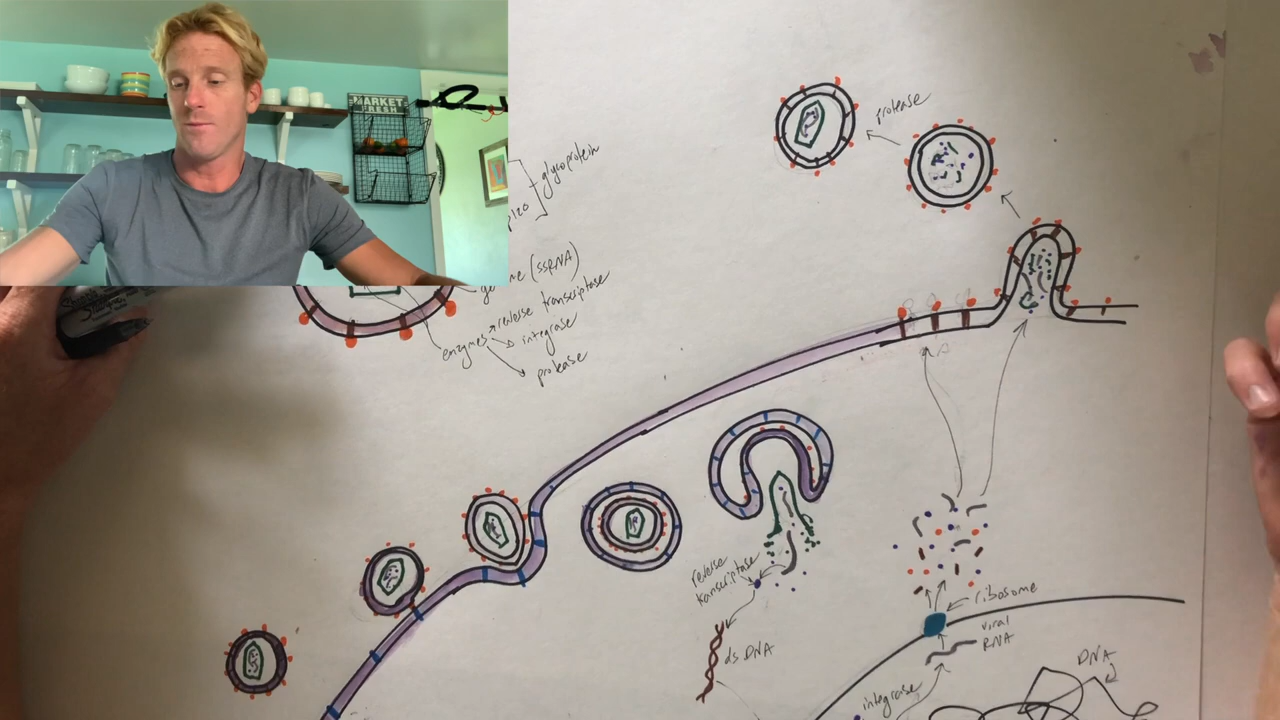 MARKET
FRESH
glycoprotein
(ssRNA)
enzymes
reverse transcriptase
integrase
protease
protease
reverse
transcriptase
ds DNA
ribosome
viral
RNA
integrase
DNA